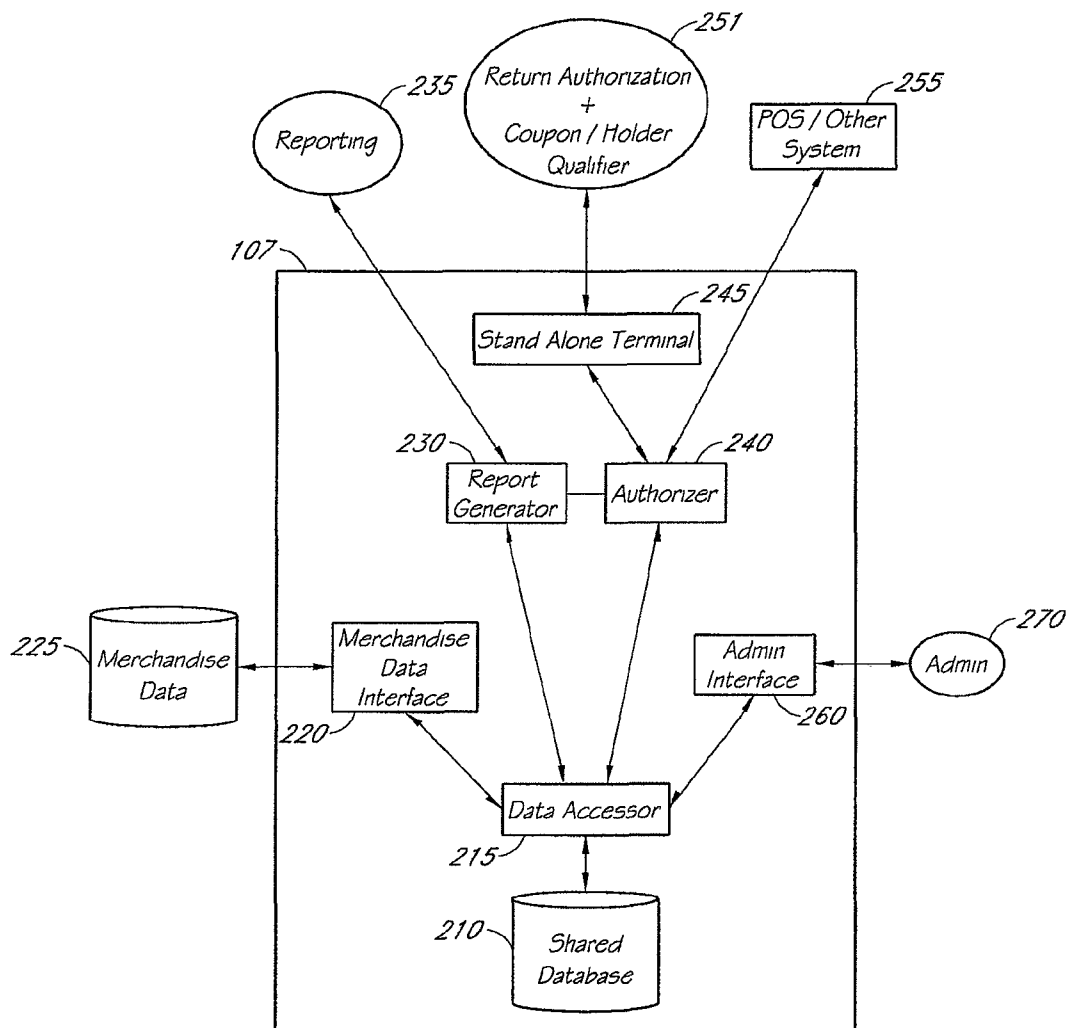 251
Return Authorization
+
Coupon / Holder
Qualifier
235
Reporting
255
POS / Other
System
107
245
Stand Alone Terminal
230
Report
Generator
240
Authorizer
225
Merchandise
Data
Merchandise
Data
Interface
220
Admin
Interface
260
270
Admin
Data Accessor
215
210
Shared
Database